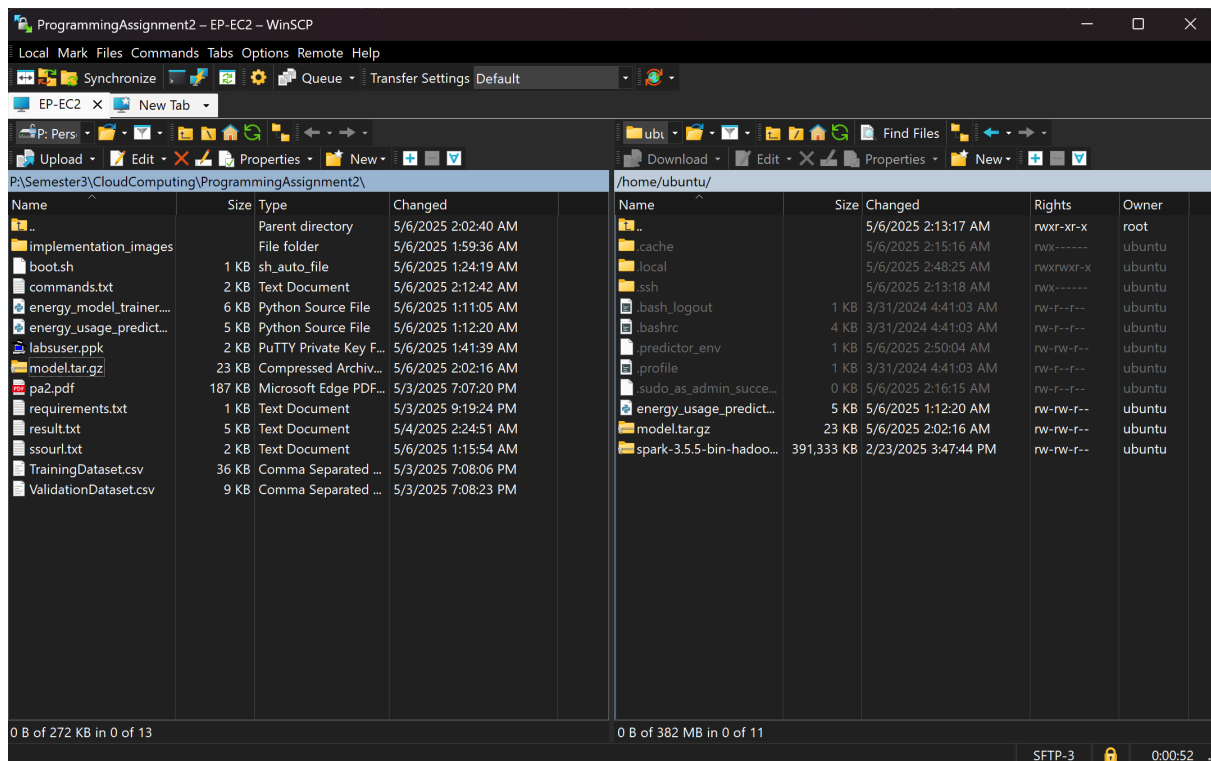 ProgrammingAssignment2 – EP-EC2 – WinSCP
Local Mark Files Commands Tabs Options Remote Help
Synchronize Queue Transfer Settings Default
EP-EC2 New Tab
P: Pers ubu Find Files
Upload Edit Properties New Download Edit Properties New
P:\Semester3\CloudComputing\ProgrammingAssignment2\ /home/ubuntu/
Name Size Type Changed Name Size Changed Rights Owner
.. Parent directory 5/6/2025 2:02:40 AM .. 5/6/2025 2:13:17 AM rwxr-xr-x root
implementation_images File folder 5/6/2025 1:59:36 AM .cache 5/6/2025 2:15:16 AM rwx------ ubuntu
boot.sh 1 KB sh_auto_file 5/6/2025 1:24:19 AM .local 5/6/2025 2:48:25 AM rwxrwxr-x ubuntu
commands.txt 2 KB Text Document 5/6/2025 2:12:42 AM .ssh 5/6/2025 2:13:18 AM rwx------ ubuntu
energy_model_trainer.... 6 KB Python Source File 5/6/2025 1:11:05 AM .bash_logout 1 KB 3/31/2024 4:41:03 AM rw-r--r-- ubuntu
energy_usage_predict... 5 KB Python Source File 5/6/2025 1:12:20 AM .bashrc 4 KB 3/31/2024 4:41:03 AM rw-r--r-- ubuntu
labsuser.ppk 2 KB PuTTY Private Key F... 5/6/2025 1:41:39 AM .predictor_env 1 KB 5/6/2025 2:50:04 AM rw-rw-r-- ubuntu
model.tar.gz 23 KB Compressed Archiv... 5/6/2025 2:02:16 AM .profile 1 KB 3/31/2024 4:41:03 AM rw-r--r-- ubuntu
pa2.pdf 187 KB Microsoft Edge PDF... 5/3/2025 7:07:20 PM .sudo_as_admin_succe... 0 KB 5/6/2025 2:16:15 AM rw-r--r-- ubuntu
requirements.txt 1 KB Text Document 5/3/2025 9:19:24 PM energy_usage_predict... 5 KB 5/6/2025 1:12:20 AM rw-rw-r-- ubuntu
result.txt 5 KB Text Document 5/4/2025 2:24:51 AM model.tar.gz 23 KB 5/6/2025 2:02:16 AM rw-rw-r-- ubuntu
ssourl.txt 2 KB Text Document 5/6/2025 1:15:54 AM spark-3.5.5-bin-hadoo... 391,333 KB 2/23/2025 3:47:44 PM rw-rw-r-- ubuntu
TrainingDataset.csv 36 KB Comma Separated ... 5/3/2025 7:08:06 PM
ValidationDataset.csv 9 KB Comma Separated ... 5/3/2025 7:08:23 PM
0 B of 272 KB in 0 of 13 0 B of 382 MB in 0 of 11
SFTP-3 0:00:52